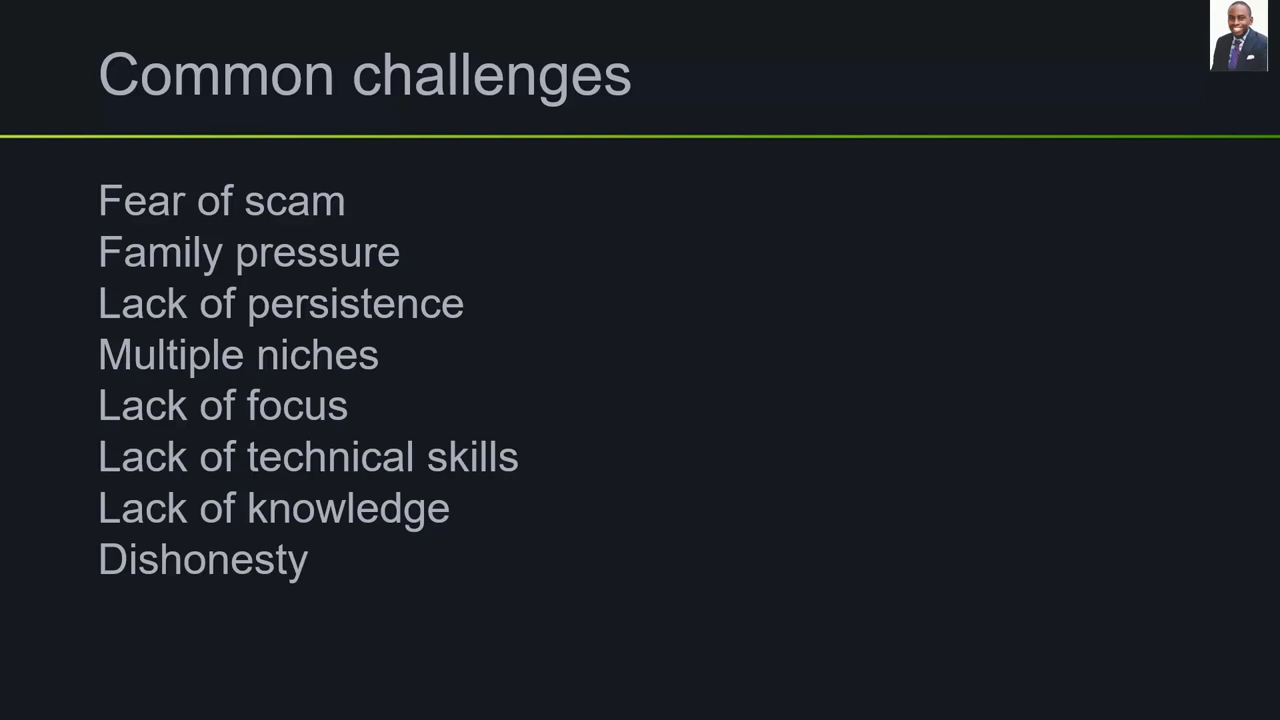 Common challenges
Fear of scam
Family pressure
Lack of persistence
Multiple niches
Lack of focus
Lack of technical skills
Lack of knowledge
Dishonesty